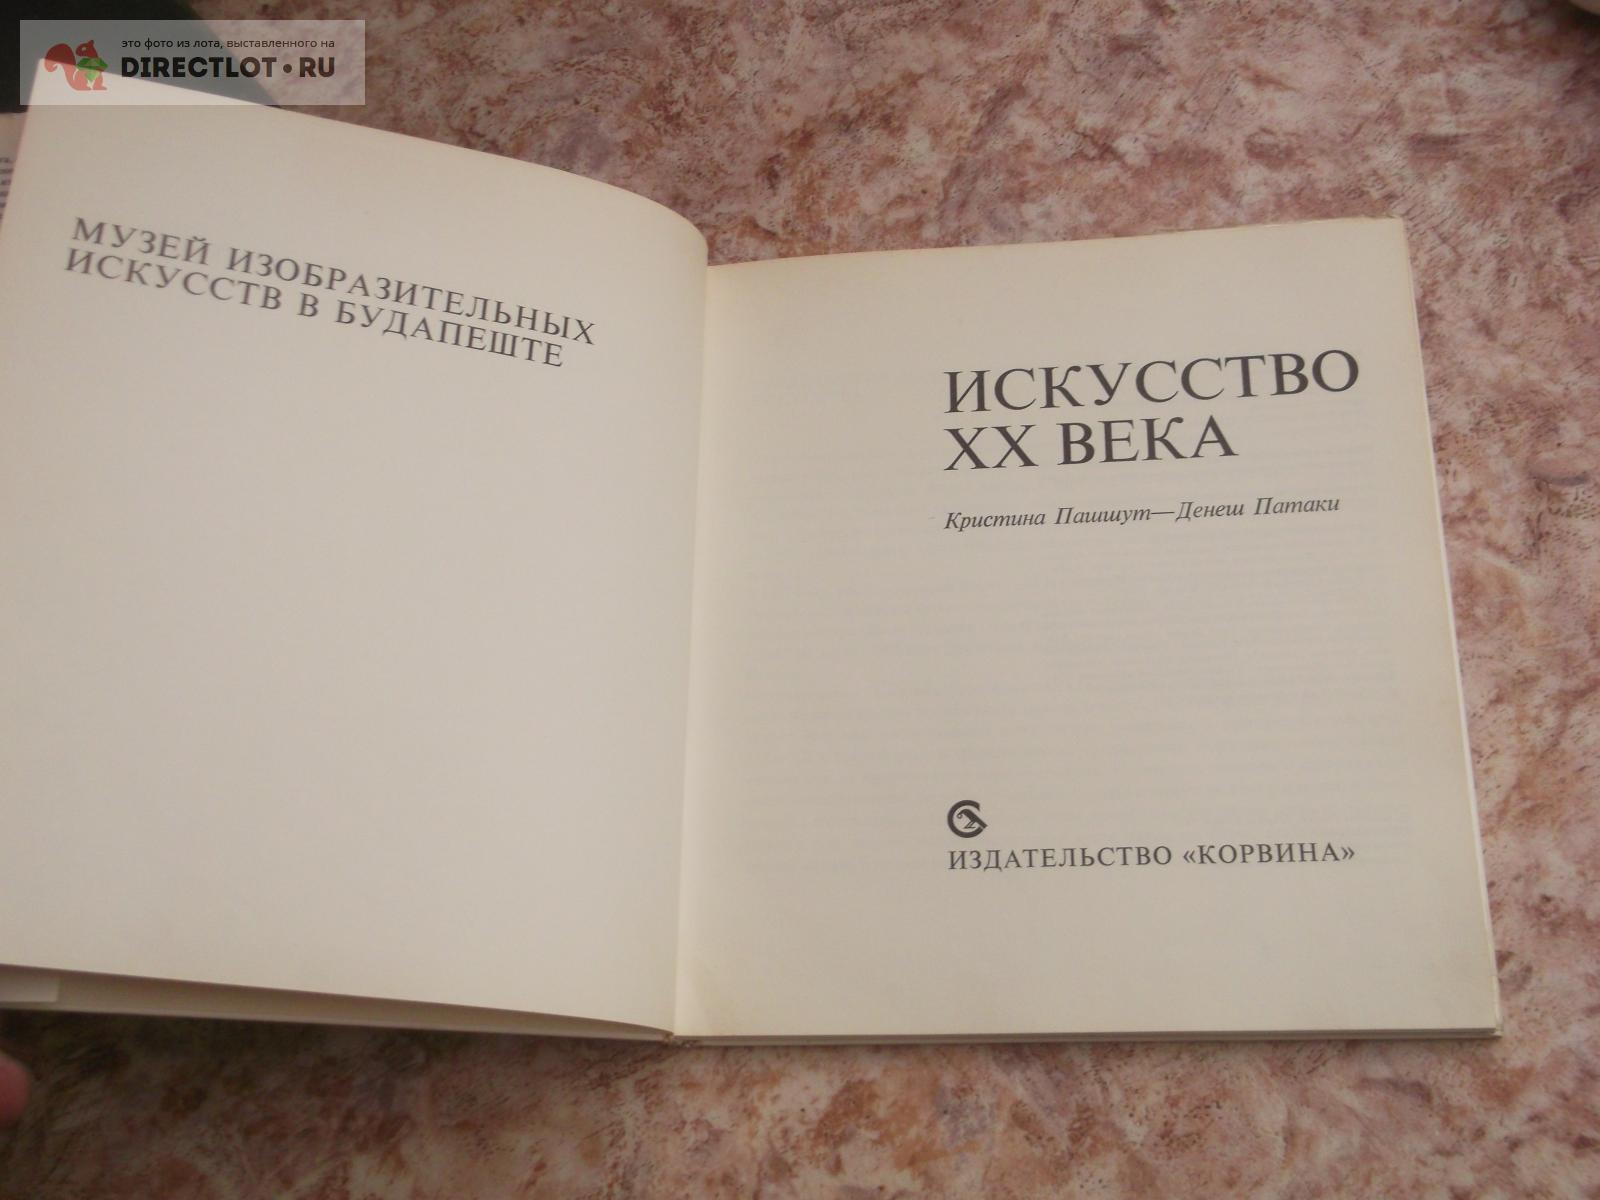 это фото из лота, выставленного на
DIRECTLOT•RU
МУЗЕЙ ИЗОБРАЗИТЕЛЬНЫХ
ИСКУССТВ В БУДАПЕШТЕ
ИСКУССТВО
XX ВЕКА
Кристина Пашшут—Денеш Патаки
ИЗДАТЕЛЬСТВО «КОРВИНА»